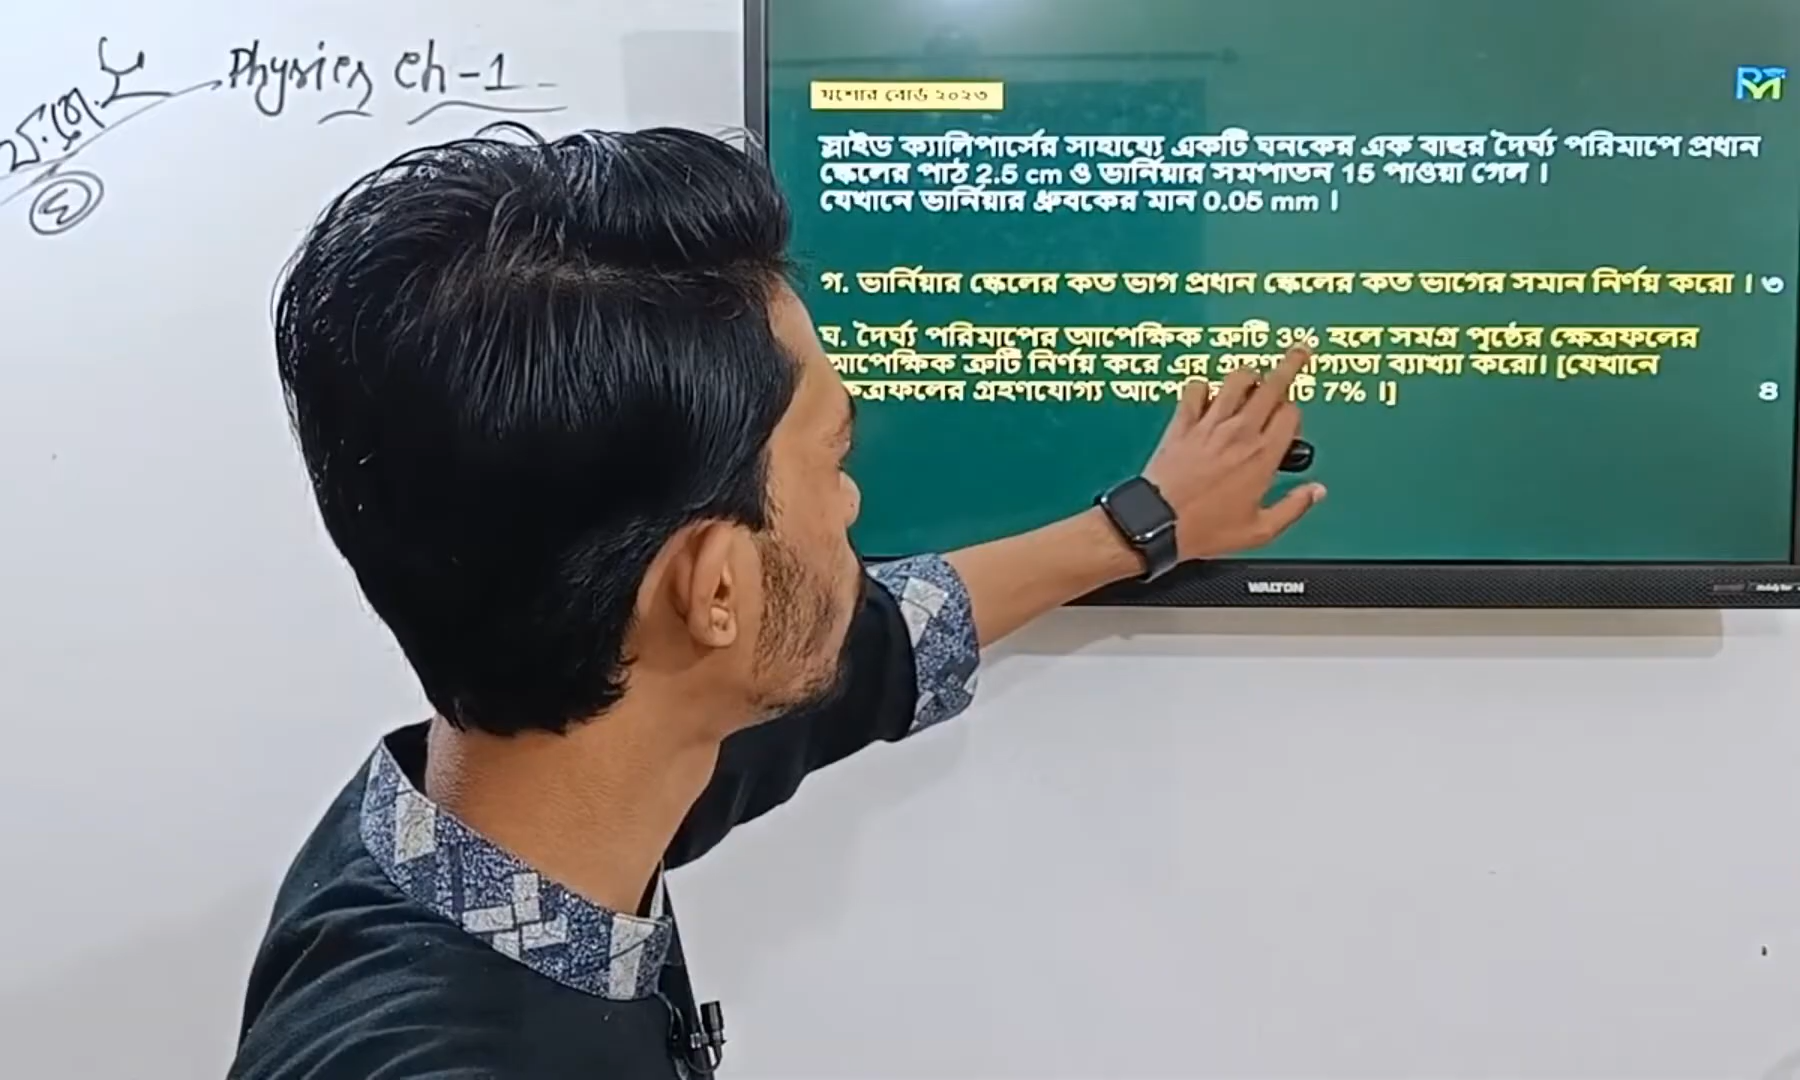 Physics Ch-1
যশোর বোর্ড ২০২৩
স্লাইড ক্যালিপার্সের সাহায্যে একটি ঘনকের এক বাহুর দৈর্ঘ্য পরিমাপে প্রধান
স্কেলের পাঠ 2.5 cm ও ভার্নিয়ার সমপাতন 15 পাওয়া গেল ।
যেখানে ভার্নিয়ার ধ্রুবকের মান 0.05 mm ।
গ. ভার্নিয়ার স্কেলের কত ভাগ প্রধান স্কেলের কত ভাগের সমান নির্ণয় করো । ৩
ঘ. দৈর্ঘ্য পরিমাপের আপেক্ষিক ত্রুটি 3% হলে সমগ্র পৃষ্ঠের ক্ষেত্রফলের
আপেক্ষিক ত্রুটি নির্ণয় করে এর ব্যাখ্যা করো। [যেখানে
ক্ষেত্রফলের গ্রহণযোগ্য 7% ।] 4
WALTON